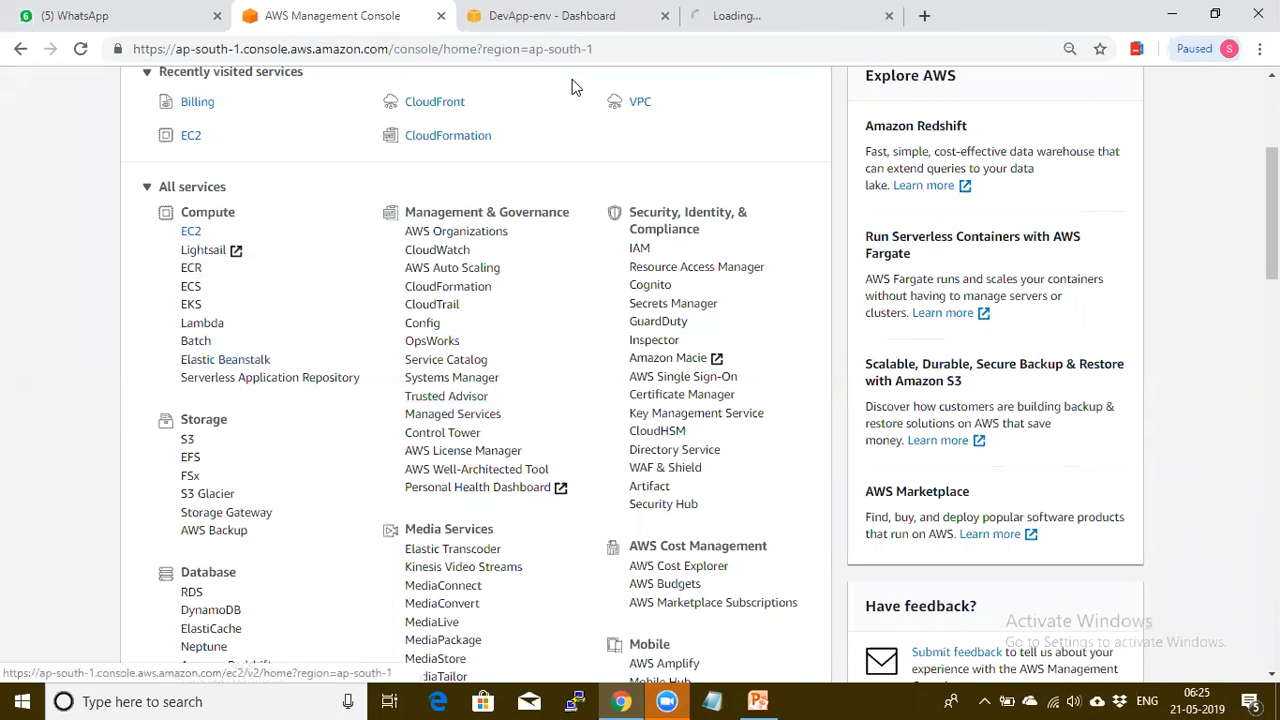 (5) WhatsApp
AWS Management Console
DevApp-env - Dashboard
Loading...
https://ap-south-1.console.aws.amazon.com/console/home?region=ap-south-1
Paused
S
Recently visited services
Billing
CloudFront
VPC
EC2
CloudFormation
All services
Compute
EC2
Lightsail
ECR
ECS
EKS
Lambda
Batch
Elastic Beanstalk
Serverless Application Repository
Storage
S3
EFS
FSx
S3 Glacier
Storage Gateway
AWS Backup
Database
RDS
DynamoDB
ElastiCache
Neptune
Management & Governance
AWS Organizations
CloudWatch
AWS Auto Scaling
CloudFormation
CloudTrail
Config
OpsWorks
Service Catalog
Systems Manager
Trusted Advisor
Managed Services
Control Tower
AWS License Manager
AWS Well-Architected Tool
Personal Health Dashboard
Media Services
Elastic Transcoder
Kinesis Video Streams
MediaConnect
MediaConvert
MediaLive
MediaPackage
MediaStore
MediaTailor
Security, Identity, &
Compliance
IAM
Resource Access Manager
Cognito
Secrets Manager
GuardDuty
Inspector
Amazon Macie
AWS Single Sign-On
Certificate Manager
Key Management Service
CloudHSM
Directory Service
WAF & Shield
Artifact
Security Hub
AWS Cost Management
AWS Cost Explorer
AWS Budgets
AWS Marketplace Subscriptions
Mobile
AWS Amplify
Mobile Hub
Explore AWS
Amazon Redshift
Fast, simple, cost-effective data warehouse that
can extend queries to your data
lake. Learn more
Run Serverless Containers with AWS
Fargate
AWS Fargate runs and scales your containers
without having to manage servers or
clusters. Learn more
Scalable, Durable, Secure Backup & Restore
with Amazon S3
Discover how customers are building backup &
restore solutions on AWS that save
money. Learn more
AWS Marketplace
Find, buy, and deploy popular software products
that run on AWS. Learn more
Have feedback?
Submit feedback to tell us about your
experience with the AWS Management
Activate Windows
Go to Settings to activate Windows.
https://ap-south-1.console.aws.amazon.com/ec2/v2/home?region=ap-south-1
Type here to search
ENG
06:25
21-05-2019
5